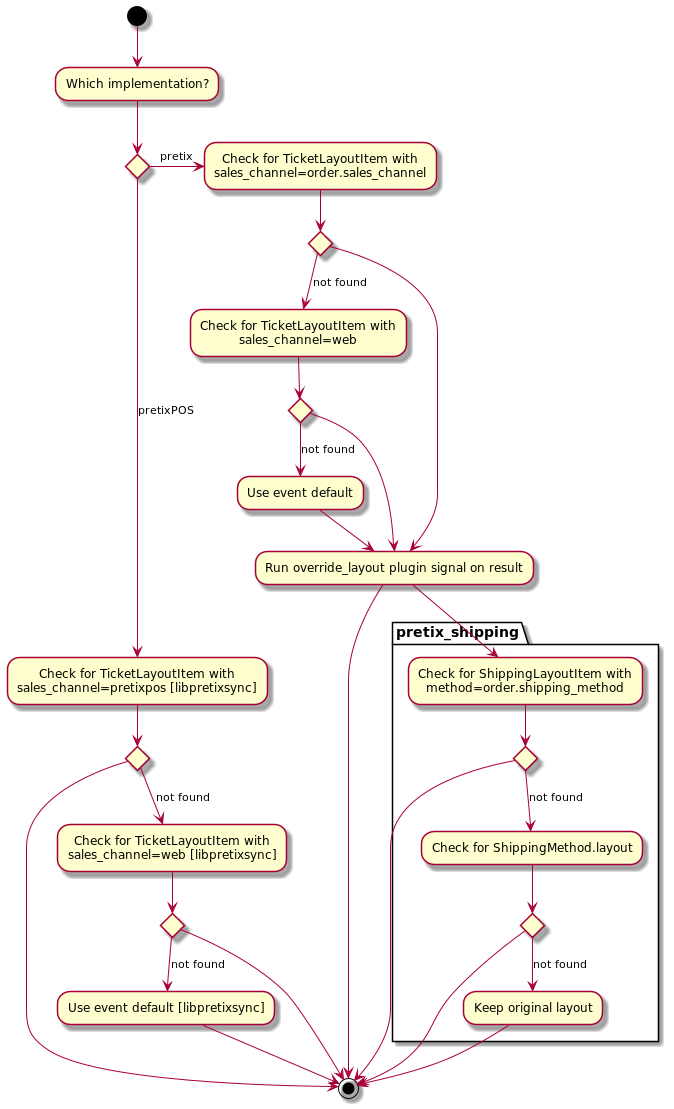 Which implementation?
pretix
Check for TicketLayoutItem with
sales_channel=order.sales_channel
not found
Check for TicketLayoutItem with
sales_channel=web
pretixPOS
not found
Use event default
Run override_layout plugin signal on result
pretix_shipping
Check for TicketLayoutItem with
sales_channel=pretixpos [libpretixsync]
Check for ShippingLayoutItem with
method=order.shipping_method
not found
not found
Check for TicketLayoutItem with
sales_channel=web [libpretixsync]
Check for ShippingMethod.layout
not found
not found
Use event default [libpretixsync]
Keep original layout